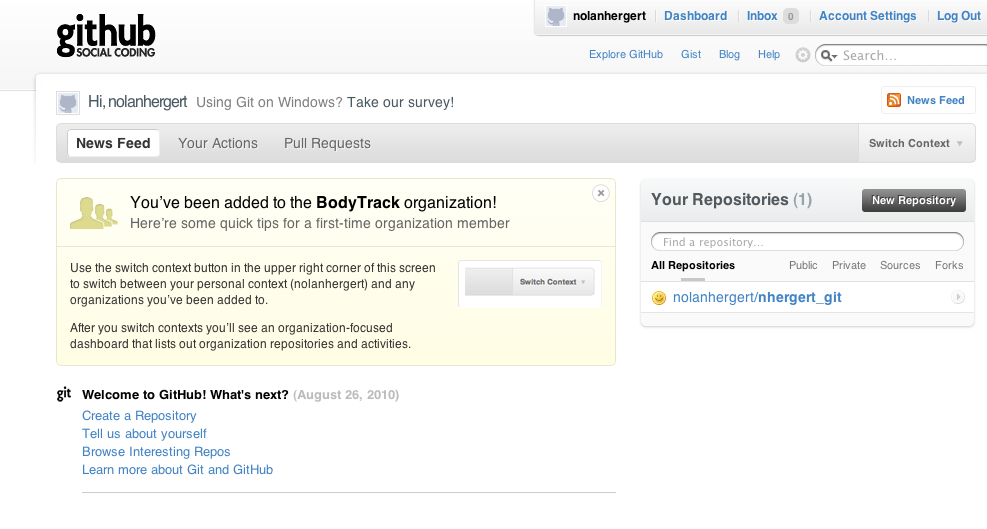 github
SOCIAL CODING
nolanhergert Dashboard Inbox 0 Account Settings Log Out
Explore GitHub Gist Blog Help Search...
Hi, nolanhergert Using Git on Windows? Take our survey!
News Feed
News Feed Your Actions Pull Requests
Switch Context
You've been added to the BodyTrack organization!
Here're some quick tips for a first-time organization member
Use the switch context button in the upper right corner of this screen
to switch between your personal context (nolanhergert) and any
organizations you've been added to.
Switch Context
After you switch contexts you'll see an organization-focused
dashboard that lists out organization repositories and activities.
Your Repositories (1)
New Repository
Find a repository...
All Repositories Public Private Sources Forks
nolanhergert/nhergert_git
git
Welcome to GitHub! What's next? (August 26, 2010)
Create a Repository
Tell us about yourself
Browse Interesting Repos
Learn more about Git and GitHub